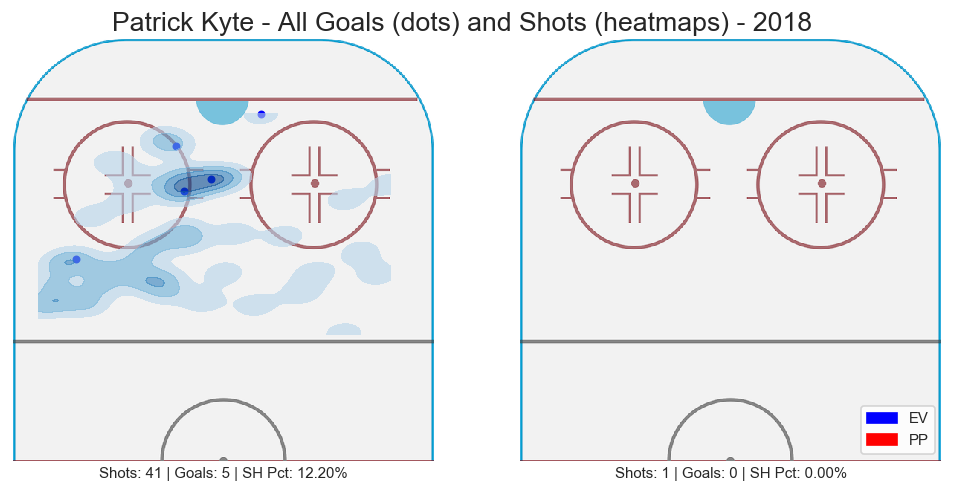 Patrick Kyte - All Goals (dots) and Shots (heatmaps) - 2018
EV
PP
Shots: 41 | Goals: 5 | SH Pct: 12.20%
Shots: 1 | Goals: 0 | SH Pct: 0.00%